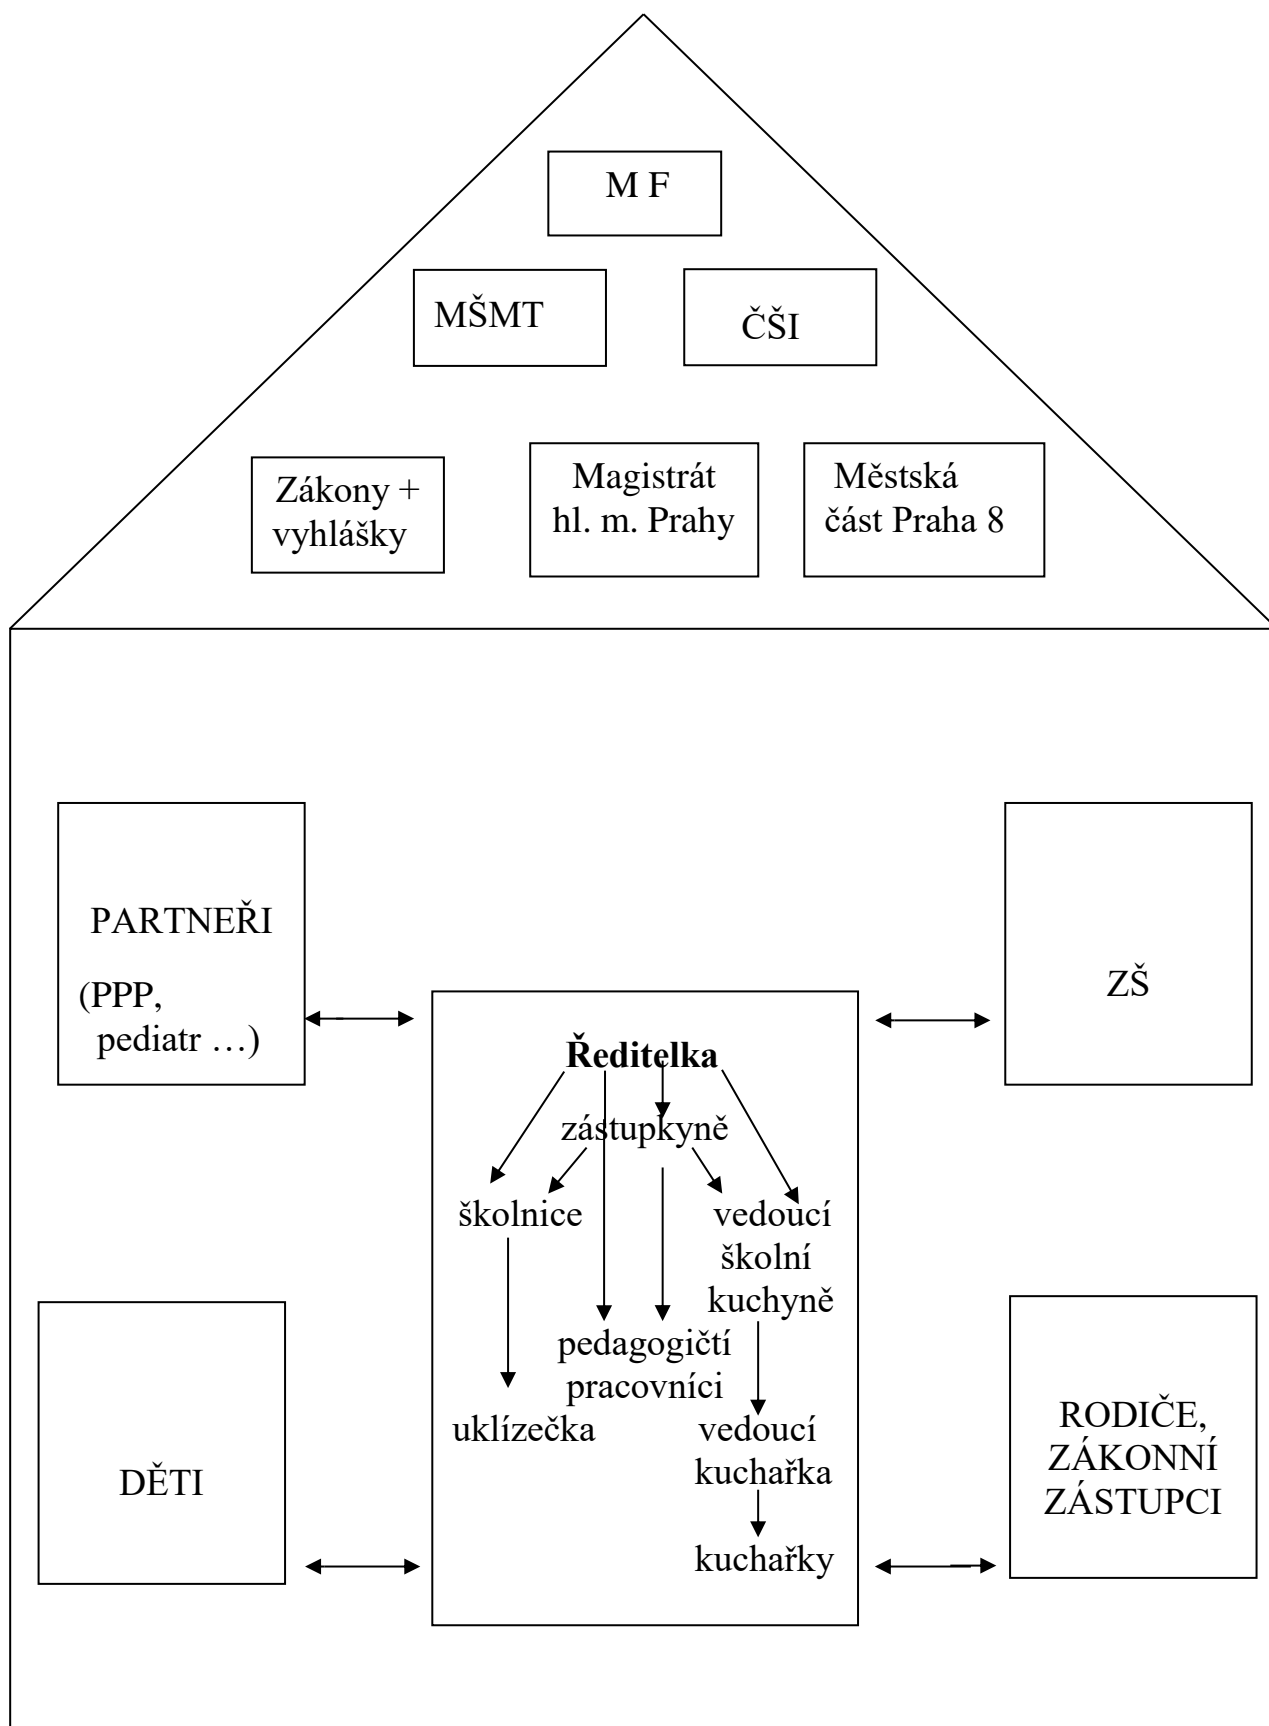 M F
MŠMT
ČŠI
Zákony +
vyhlášky
Magistrát
hl. m. Prahy
Městská
část Praha 8
PARTNEŘI
(PPP,
pediatr …)
ZŠ
Ředitelka
zástupkyně
školnice
vedoucí
školní
kuchyně
pedagogičtí
pracovníci
uklízečka
vedoucí
kuchařka
kuchařky
DĚTI
RODIČE,
ZÁKONNÍ
ZÁSTUPCI